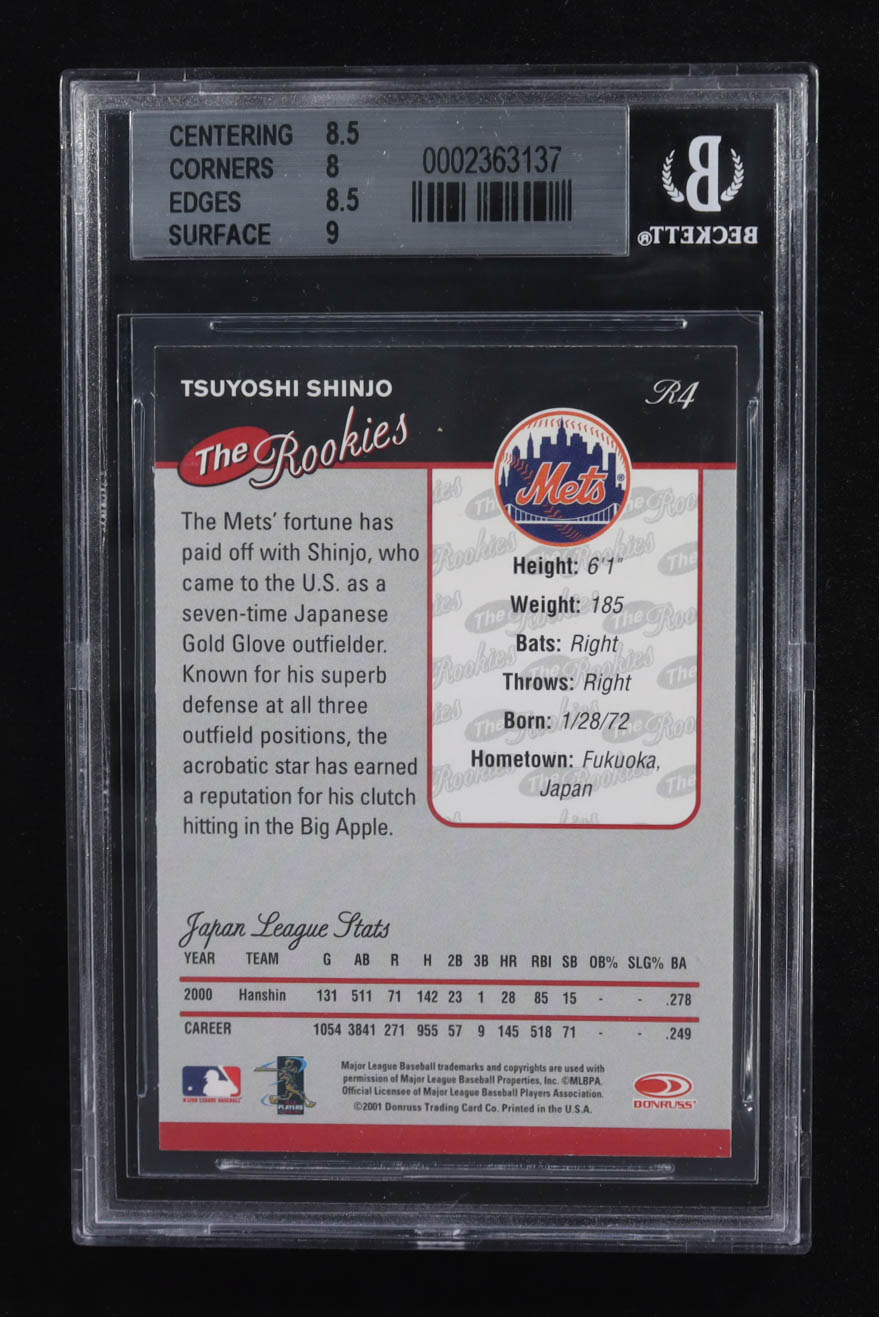 CENTERING 8.5
CORNERS 8
EDGES 8.5
SURFACE 9
0002363137
B
BECKETT®
TSUYOSHI SHINJO
R4
The Rookies
Mets®
The Mets' fortune has
paid off with Shinjo, who
came to the U.S. as a
seven-time Japanese
Gold Glove outfielder.
Known for his superb
defense at all three
outfield positions, the
acrobatic star has earned
a reputation for his clutch
hitting in the Big Apple.
Height: 6'1"
Weight: 185
Bats: Right
Throws: Right
Born: 1/28/72
Hometown: Fukuoka,
Japan
Japan League Stats
YEAR TEAM G AB R H 2B 3B HR RBI SB OB% SLG% BA
2000 Hanshin 131 511 71 142 23 1 28 85 15 - - .278
CAREER 1054 3841 271 955 57 9 145 518 71 - - .249
MAJOR LEAGUE BASEBALL
PLAYERS
Major League Baseball trademarks and copyrights are used with
permission of Major League Baseball Properties, Inc. ©MLBPA.
Official Licensee of Major League Baseball Players Association.
©2001 Donruss Trading Card Co. Printed in the U.S.A.
DONRUSS